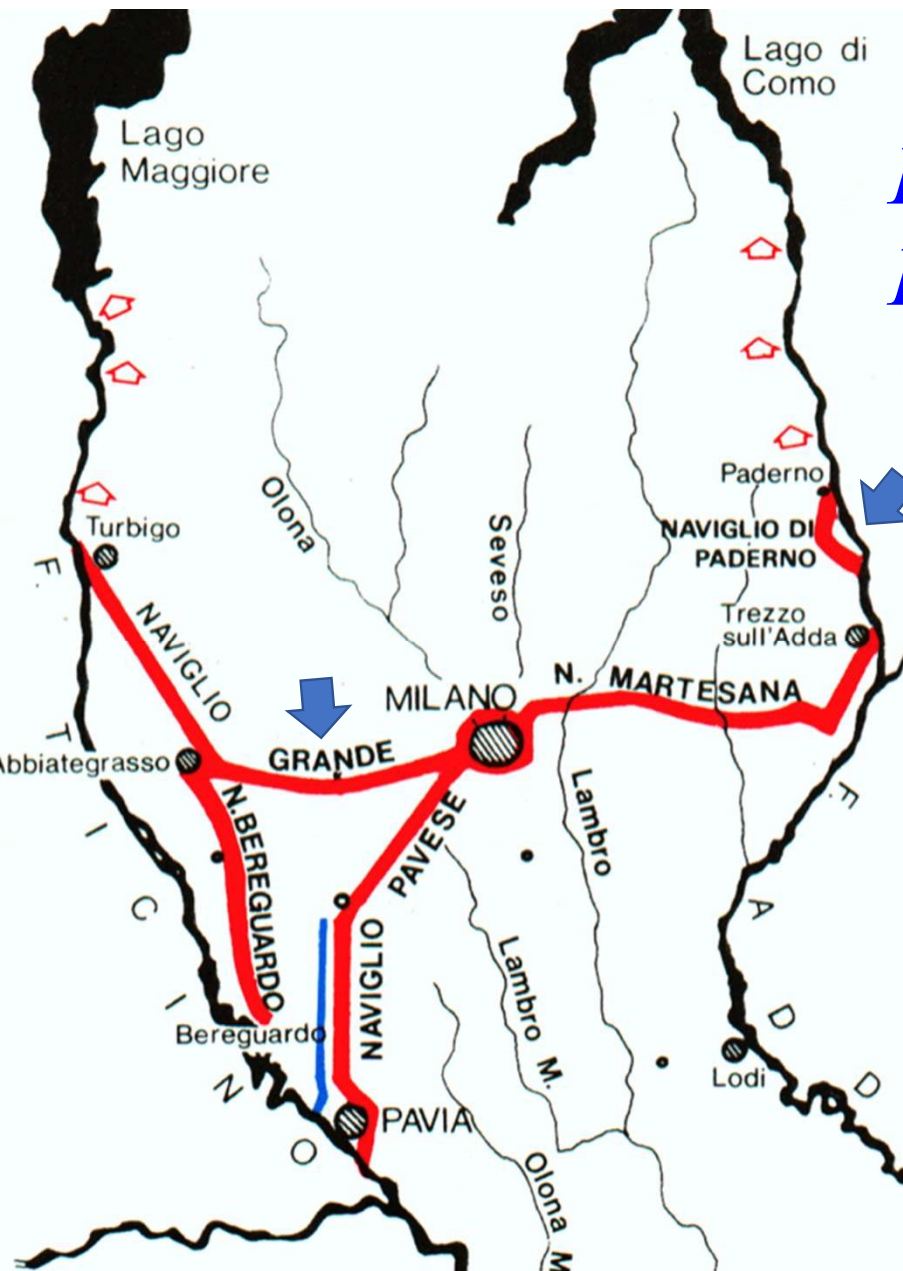 Lago di
Como
Lago
Maggiore
Olona
Seveso
Paderno
NAVIGLIO DI
PADERNO
Turbigo
Trezzo
sull'Adda
F. TICINO
NAVIGLIO
GRANDE
MILANO
N. MARTESANA
Abbiategrasso
N.BEREGUARDO
PAVESE
NAVIGLIO
Lambro
F. ADD
Lambro M.
Bereguardo
Lodi
PAVIA
Olona M